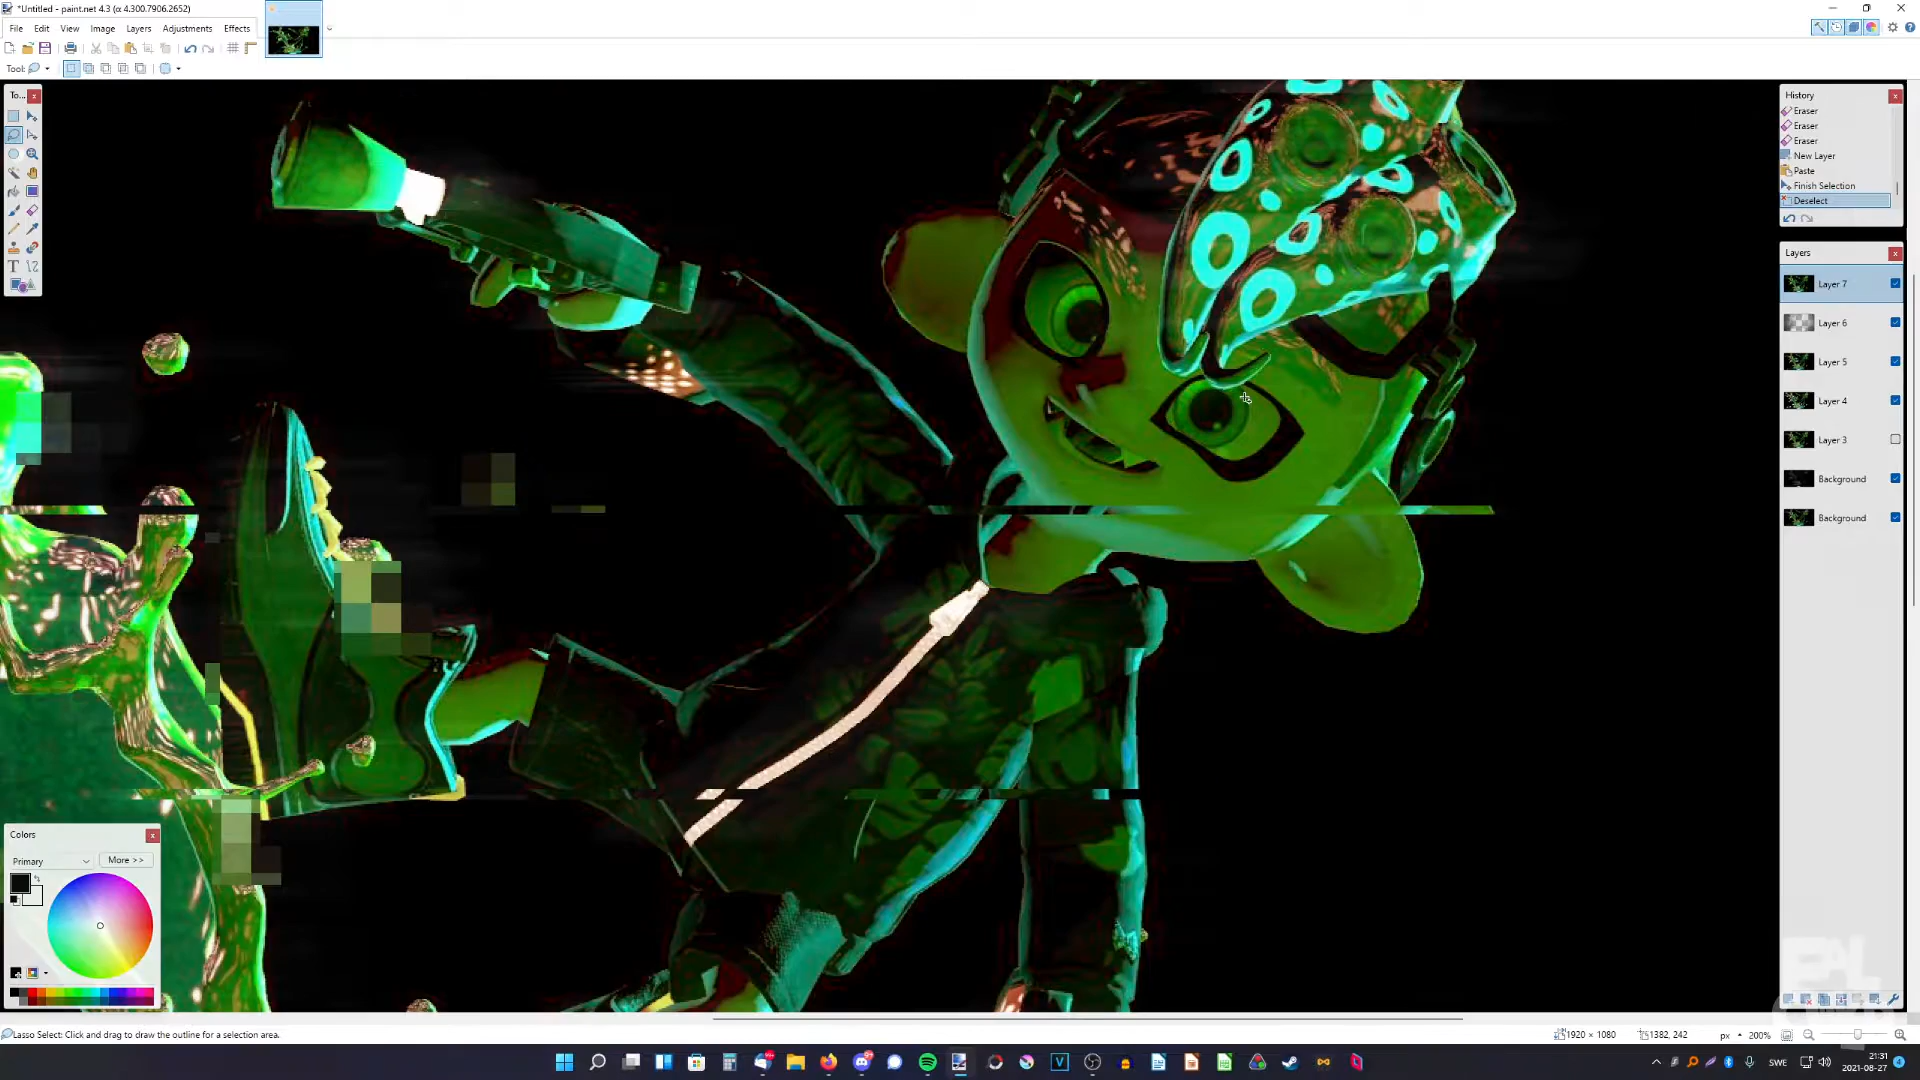 *Untitled - paint.net 4.3 (α 4.300.7906.2652)
File Edit View Image Layers Adjustments Effects
Tool:
To...
History
Eraser
Eraser
Eraser
New Layer
Paste
Finish Selection
Deselect
Layers
Layer 7
Layer 6
Layer 5
Layer 4
Layer 3
Background
Background
Colors
Primary
More >>
Lasso Select: Click and drag to draw the outline for a selection area.
1920 × 1080
1382, 242
px
200%
SWE
21:31
2021-08-27
4